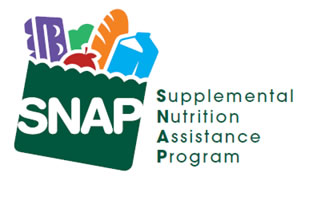 SNAP
Supplemental
Nutrition
Assistance
Program